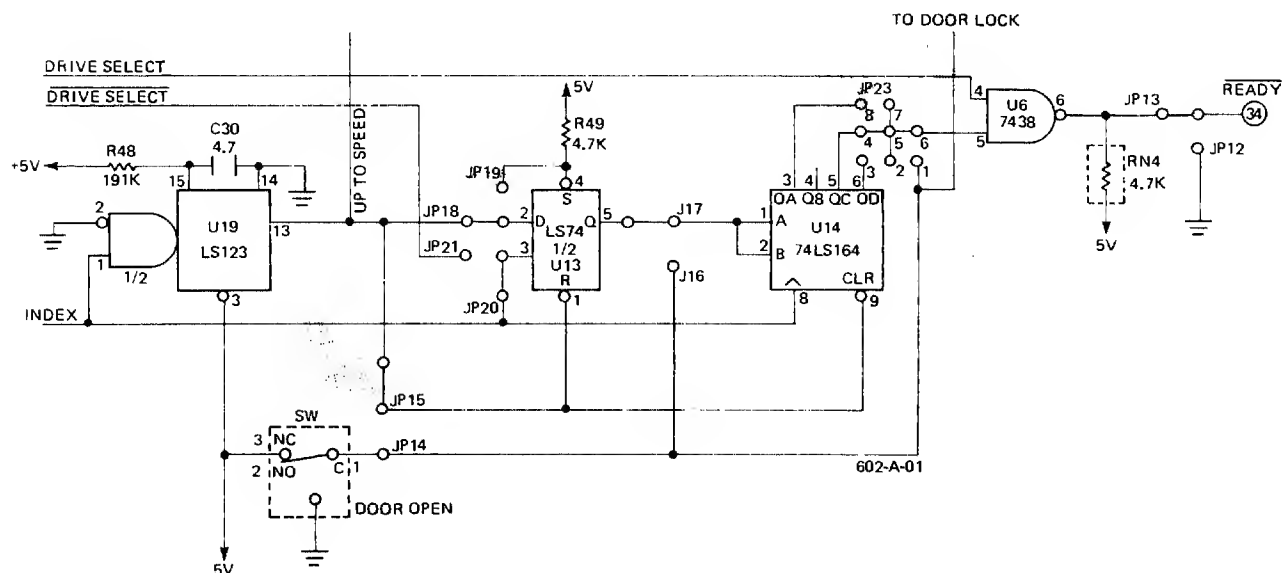 TO DOOR LOCK
DRIVE SELECT
DRIVE SELECT
5V
JP23
8 7
4 5 6
3 2 1
4
5
U6
7438
6
JP13
READY
34
JP12
RN4
4.7K
5V
C30
4.7
R48
191K
+5V
15 14
UP TO SPEED
R49
4.7K
JP19
4
S
2
1
1/2
U19
LS123
13
3
JP18
JP21
2
D
Q
5
3
LS74
1/2
U13
R
1
JP20
J17
J16
3 4 5 6
QA QB QC QD
1
A
2
B
U14
74LS164
CLR
8
9
INDEX
JP15
SW
3 NC
2 NO
C 1
JP14
DOOR OPEN
602-A-01
5V